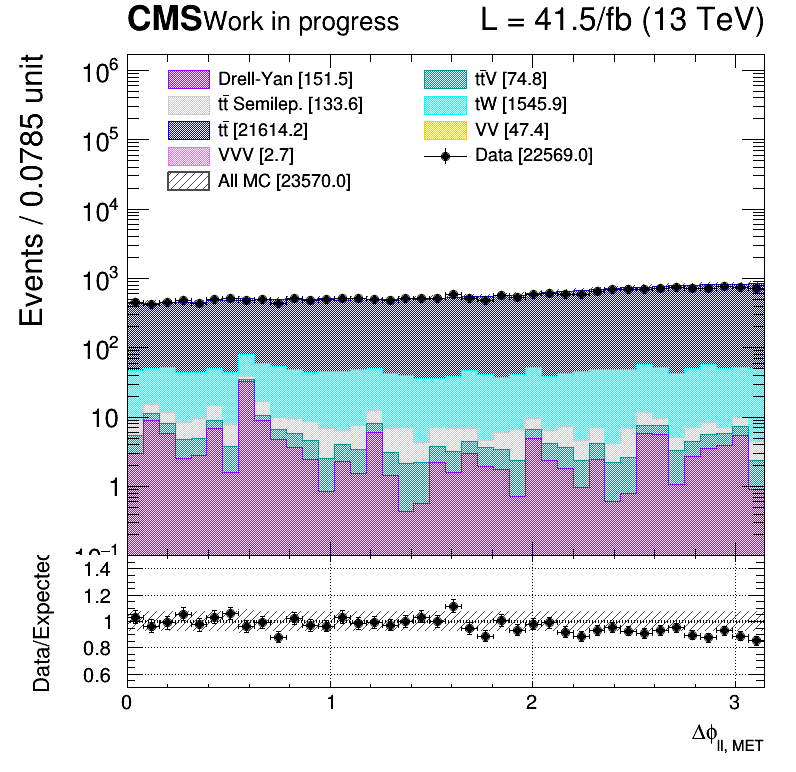 CMS Work in progress L = 41.5/fb (13 TeV)
Events / 0.0785 unit
10⁶
10⁵
10⁴
10³
10²
10
1
10⁻¹
Drell-Yan [151.5]
tt̄ Semilep. [133.6]
tt̄ [21614.2]
VVV [2.7]
All MC [23570.0]
tt̄V [74.8]
tW [1545.9]
VV [47.4]
Data [22569.0]
Data/Expected
1.4
1.2
1
0.8
0.6
0 1 2 3
Δϕ_ll, MET